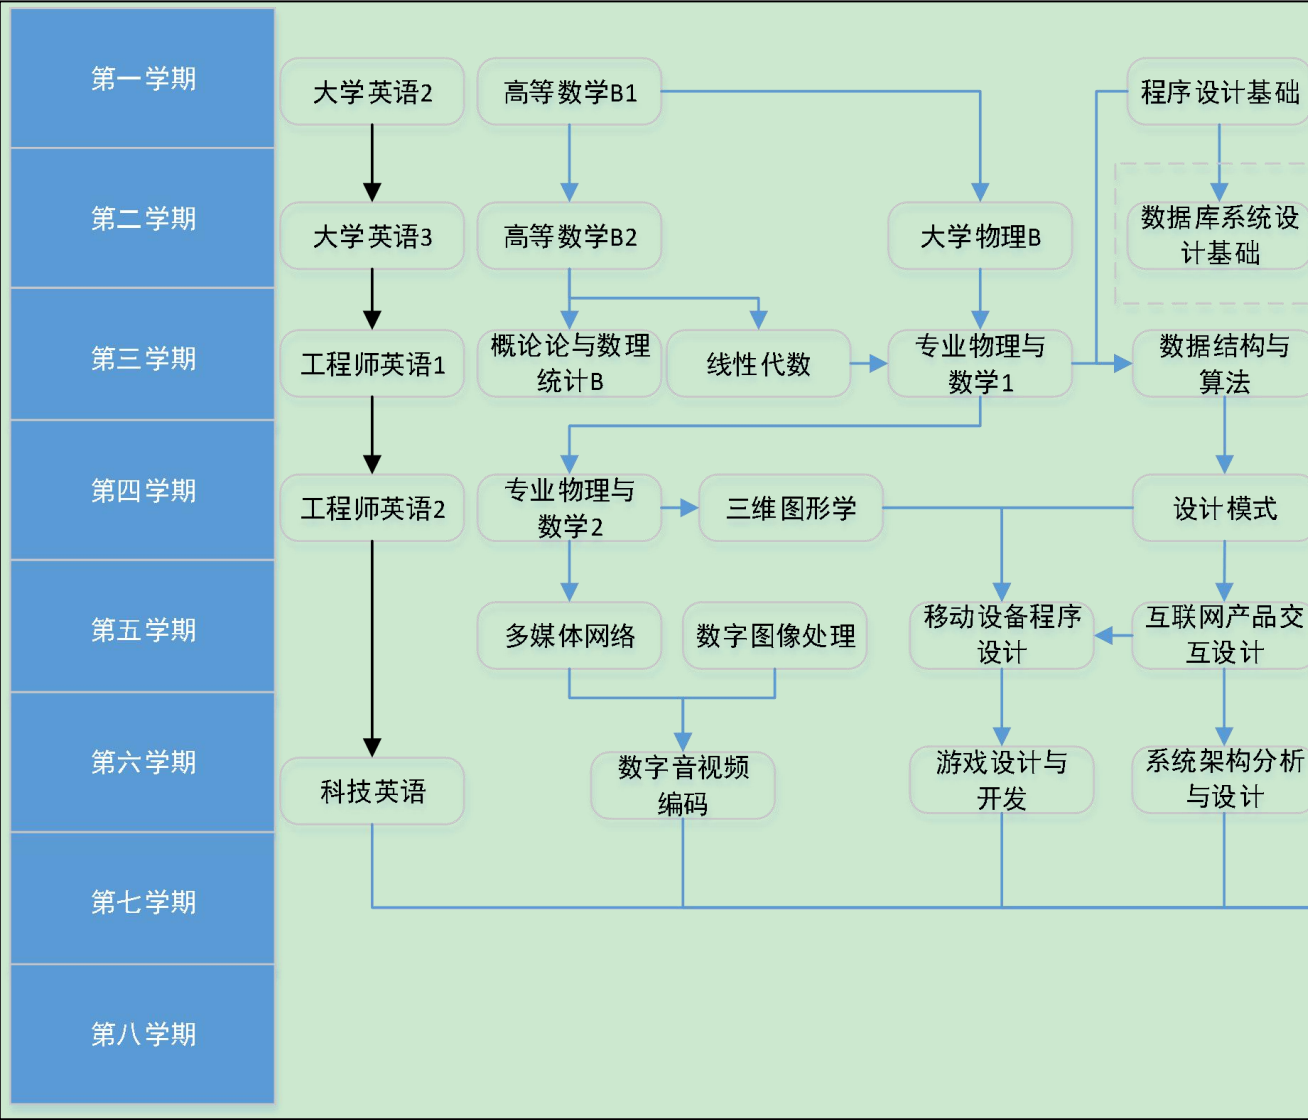 第一学期
大学英语2
高等数学B1
程序设计基础
第二学期
大学英语3
高等数学B2
大学物理B
数据库系统设
计基础
第三学期
工程师英语1
概论论与数理
统计B
线性代数
专业物理与
数学1
数据结构与
算法
第四学期
工程师英语2
专业物理与
数学2
三维图形学
设计模式
第五学期
多媒体网络
数字图像处理
移动设备程序
设计
互联网产品交
互设计
第六学期
科技英语
数字音视频
编码
游戏设计与
开发
系统架构分析
与设计
第七学期
第八学期